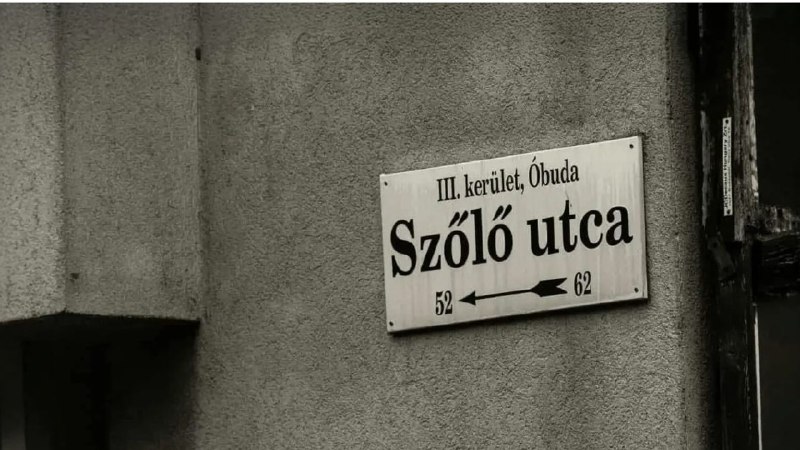 III. kerület, Óbuda
Szőlő utca
52 62